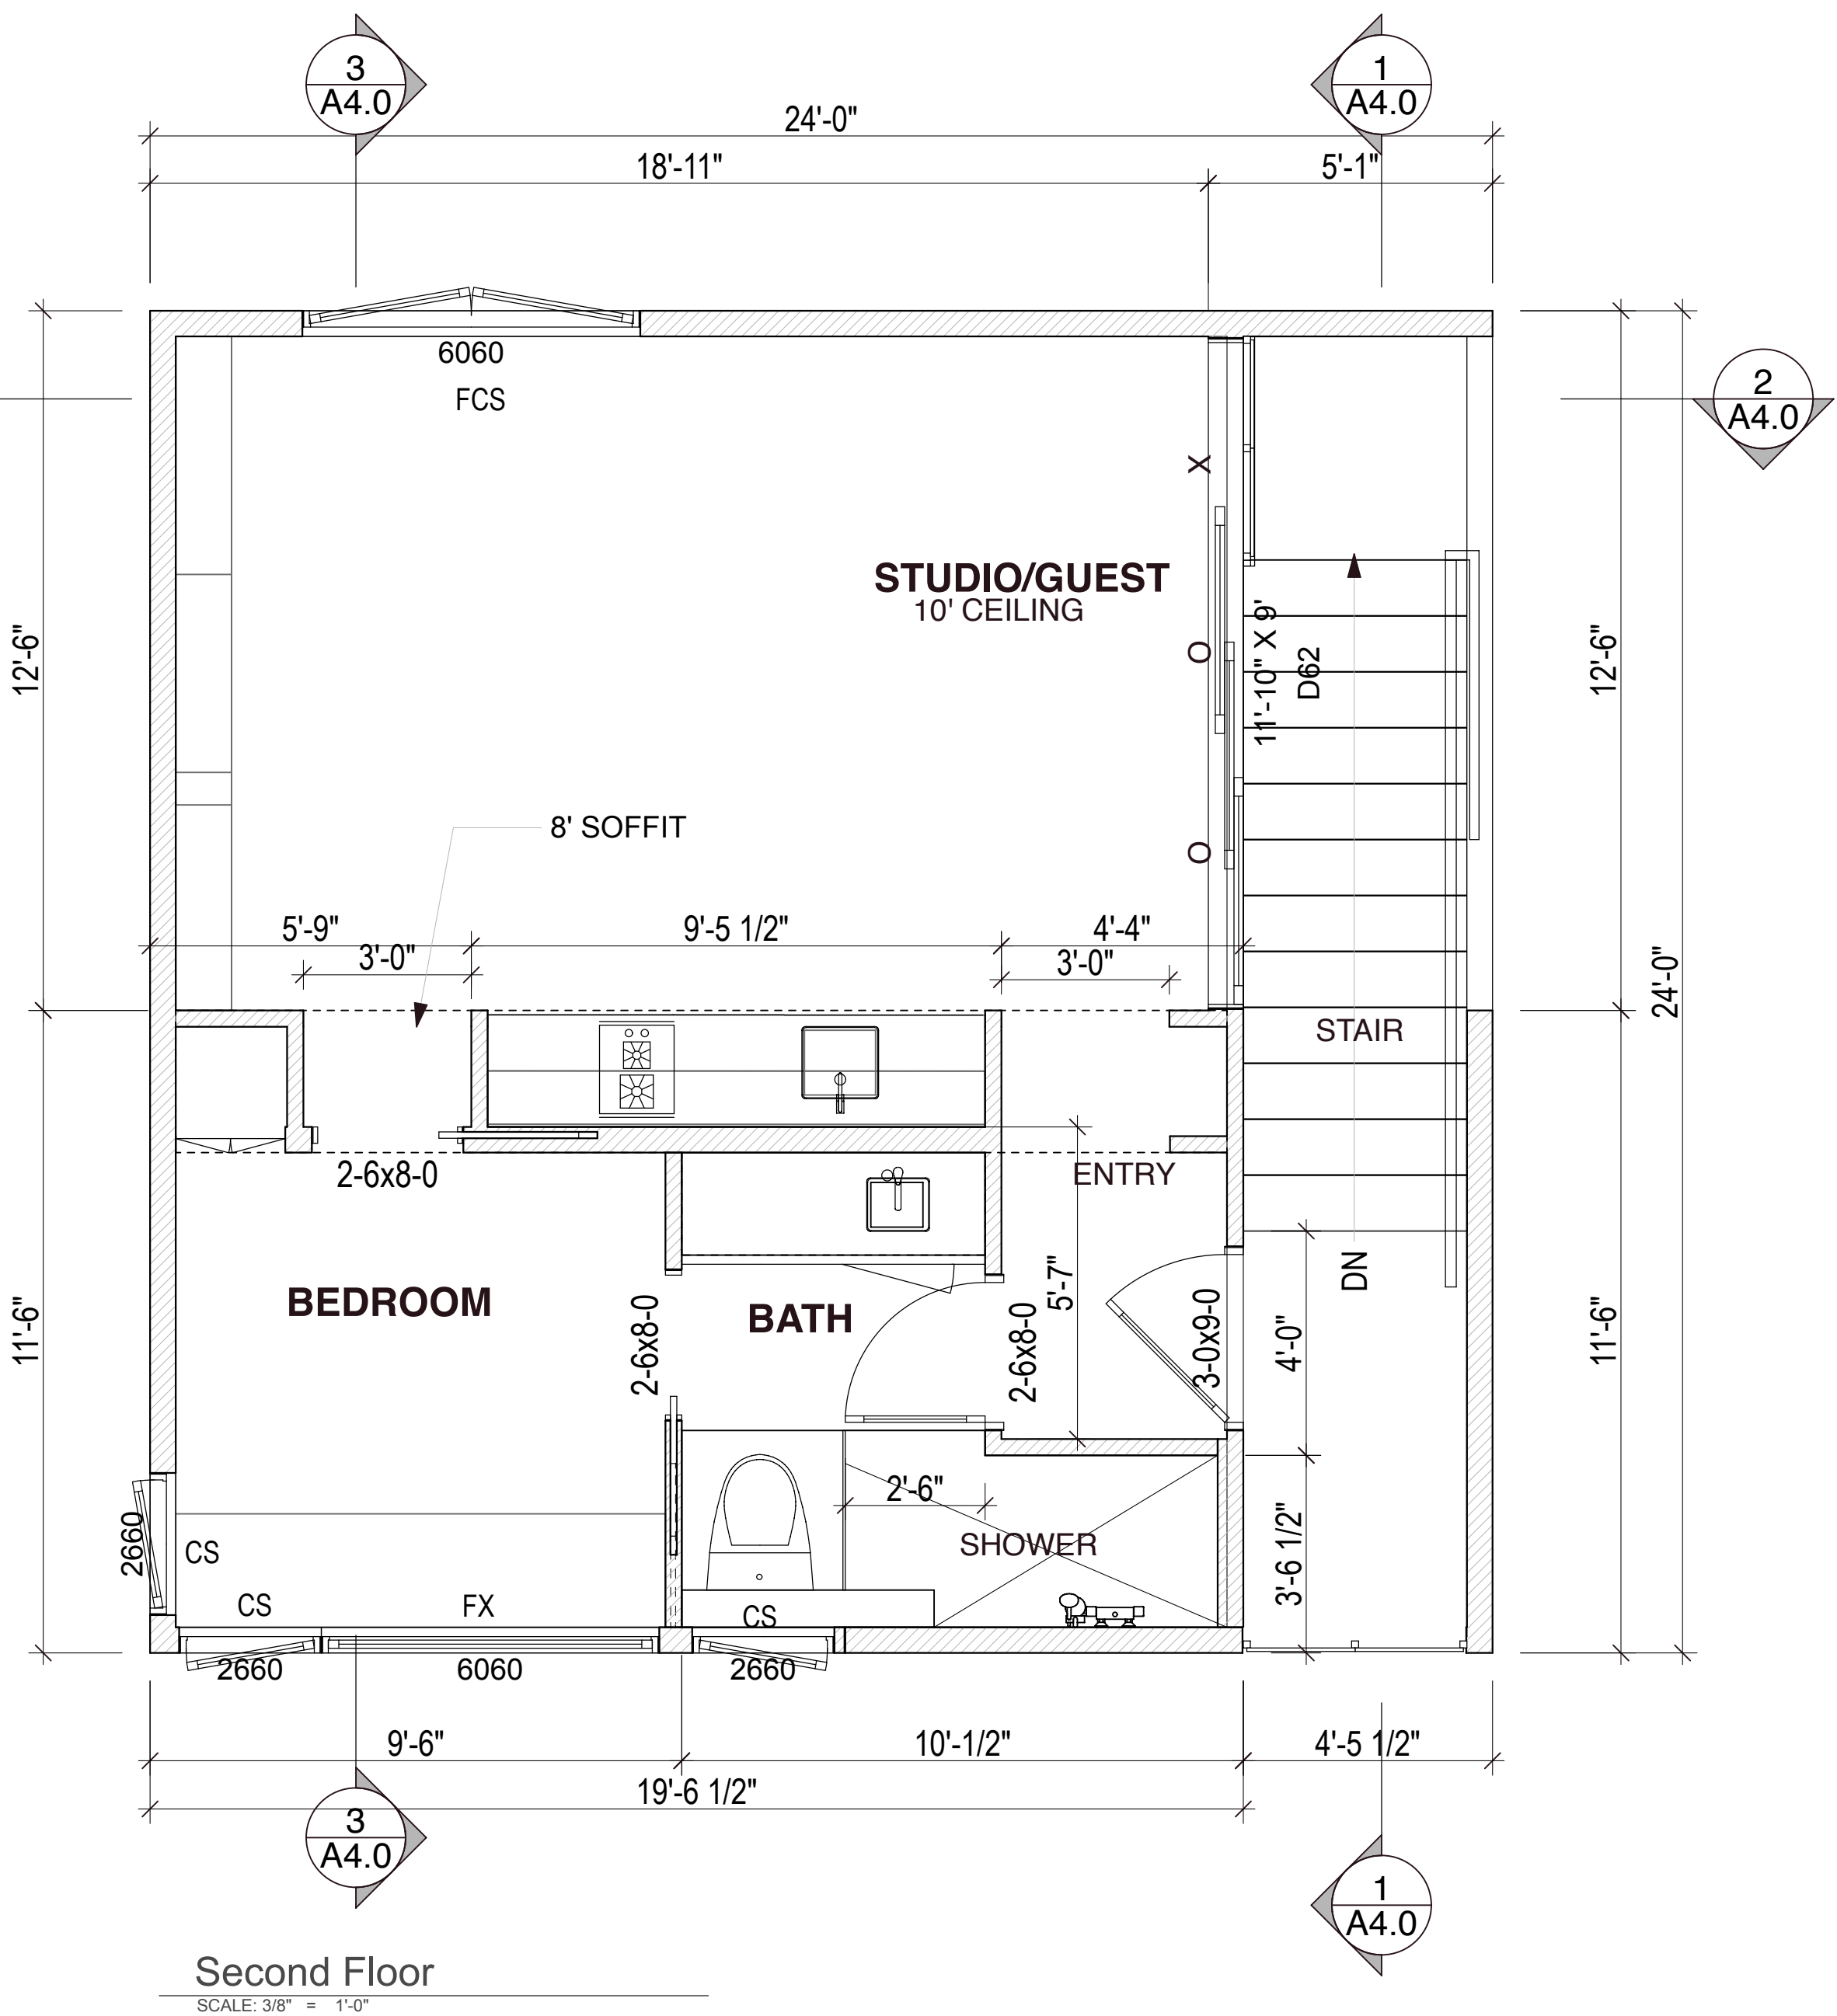 3
A4.0
1
A4.0
24'-0"
18'-11"
5'-1"
6060
FCS
2
A4.0
X
STUDIO/GUEST
10' CEILING
12'-6"
O
11'-10" X 9'
D62
12'-6"
8' SOFFIT
O
5'-9"
9'-5 1/2"
4'-4"
3'-0"
3'-0"
24'-0"
STAIR
2-6x8-0
ENTRY
BEDROOM
BATH
5'-7"
DN
11'-6"
2-6x8-0
2-6x8-0
3-0x9-0
4'-0"
11'-6"
2'-6"
2660
CS
SHOWER
3'-6 1/2"
CS
FX
CS
2660
6060
2660
9'-6"
10'-1/2"
4'-5 1/2"
19'-6 1/2"
3
A4.0
1
A4.0
Second Floor
SCALE: 3/8" = 1'-0"